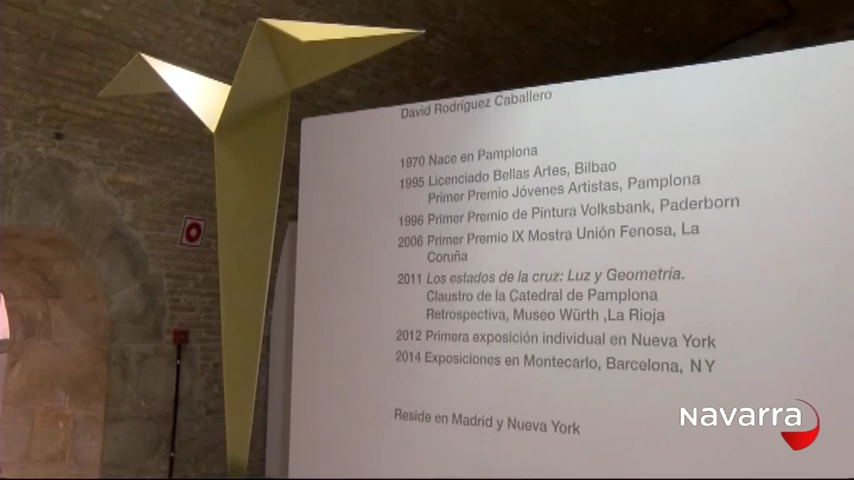 David Rodríguez Caballero
1970 Nace en Pamplona
1995 Licenciado Bellas Artes, Bilbao
Primer Premio Jóvenes Artistas, Pamplona
1996 Primer Premio de Pintura Volksbank, Paderborn
2006 Primer Premio IX Mostra Unión Fenosa, La
Coruña
2011 Los estados de la cruz: Luz y Geometría.
Claustro de la Catedral de Pamplona
Retrospectiva, Museo Würth ,La Rioja
2012 Primera exposición individual en Nueva York
2014 Exposiciones en Montecarlo, Barcelona, NY
Reside en Madrid y Nueva York
navarra